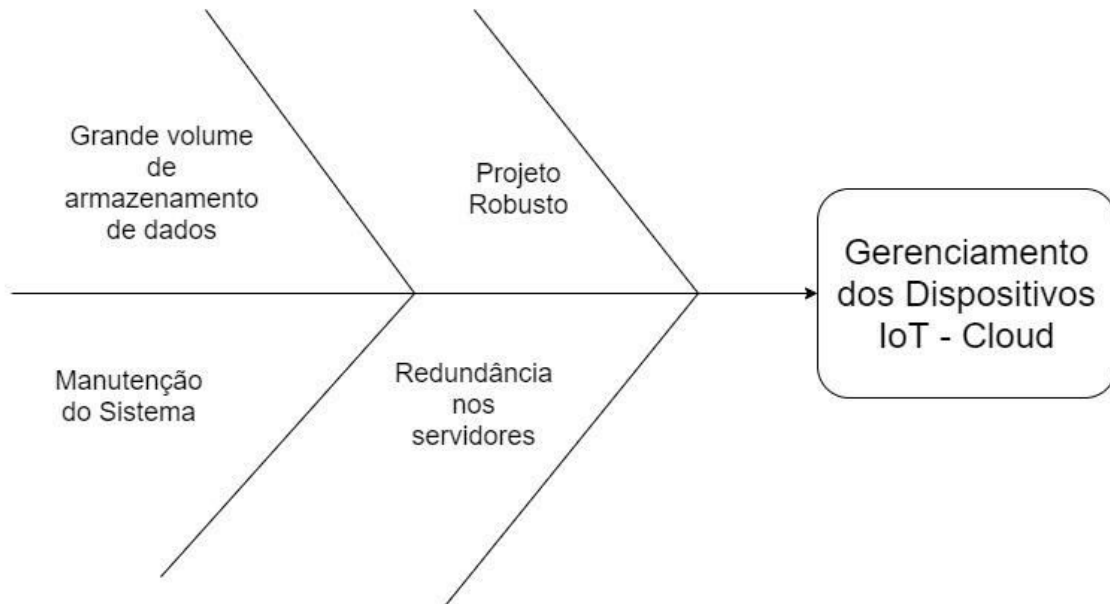 Grande volume
de
armazenamento
de dados
Projeto
Robusto
Gerenciamento
dos Dispositivos
IoT - Cloud
Manutenção
do Sistema
Redundância
nos
servidores